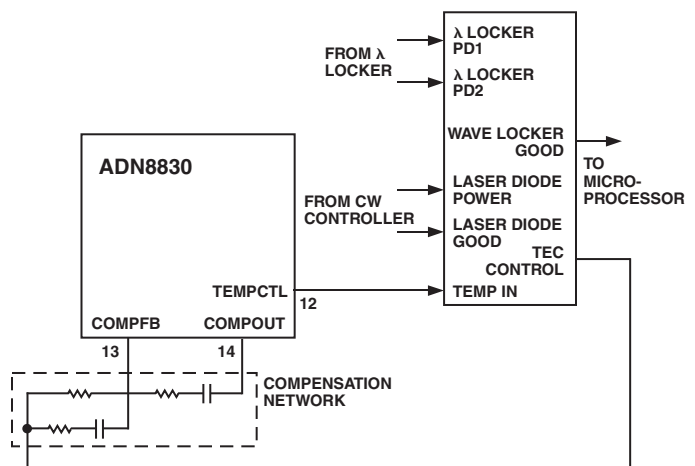 λ LOCKER
PD1
FROM λ
LOCKER
λ LOCKER
PD2
WAVE LOCKER
GOOD
TO
MICRO-
PROCESSOR
ADN8830
FROM CW
CONTROLLER
LASER DIODE
POWER
LASER DIODE
GOOD
TEC
CONTROL
TEMPCTL
12
TEMP IN
COMPFB
COMPOUT
13
14
COMPENSATION
NETWORK